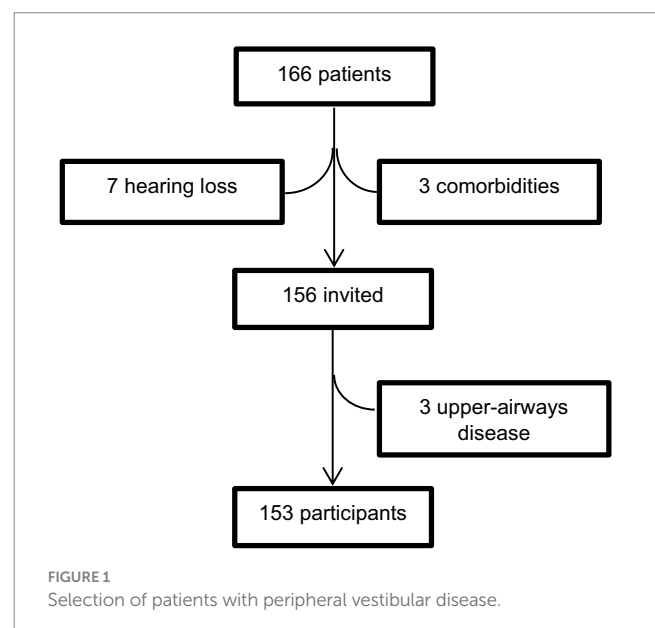 166 patients
7 hearing loss
3 comorbidities
156 invited
3 upper-airways
disease
153 participants
FIGURE 1
Selection of patients with peripheral vestibular disease.